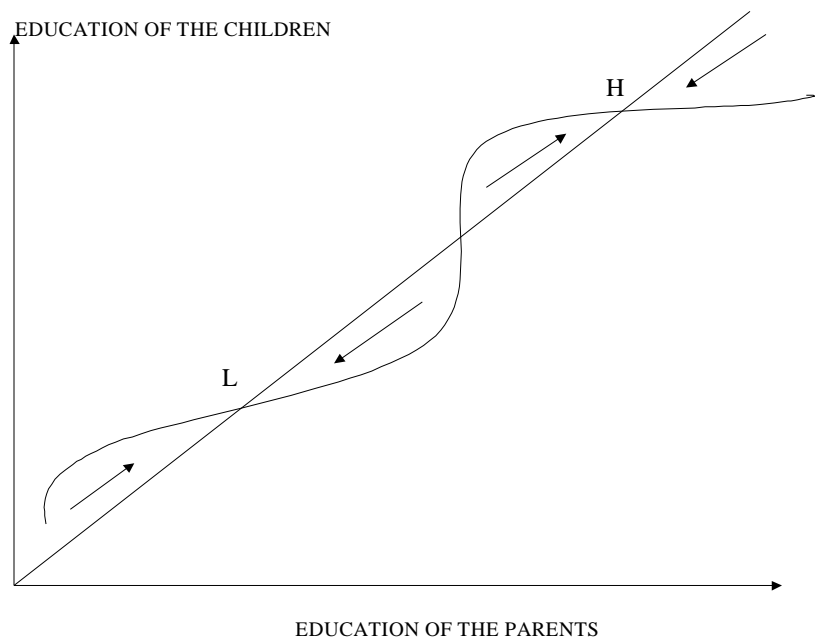 EDUCATION OF THE CHILDREN
H
L
EDUCATION OF THE PARENTS